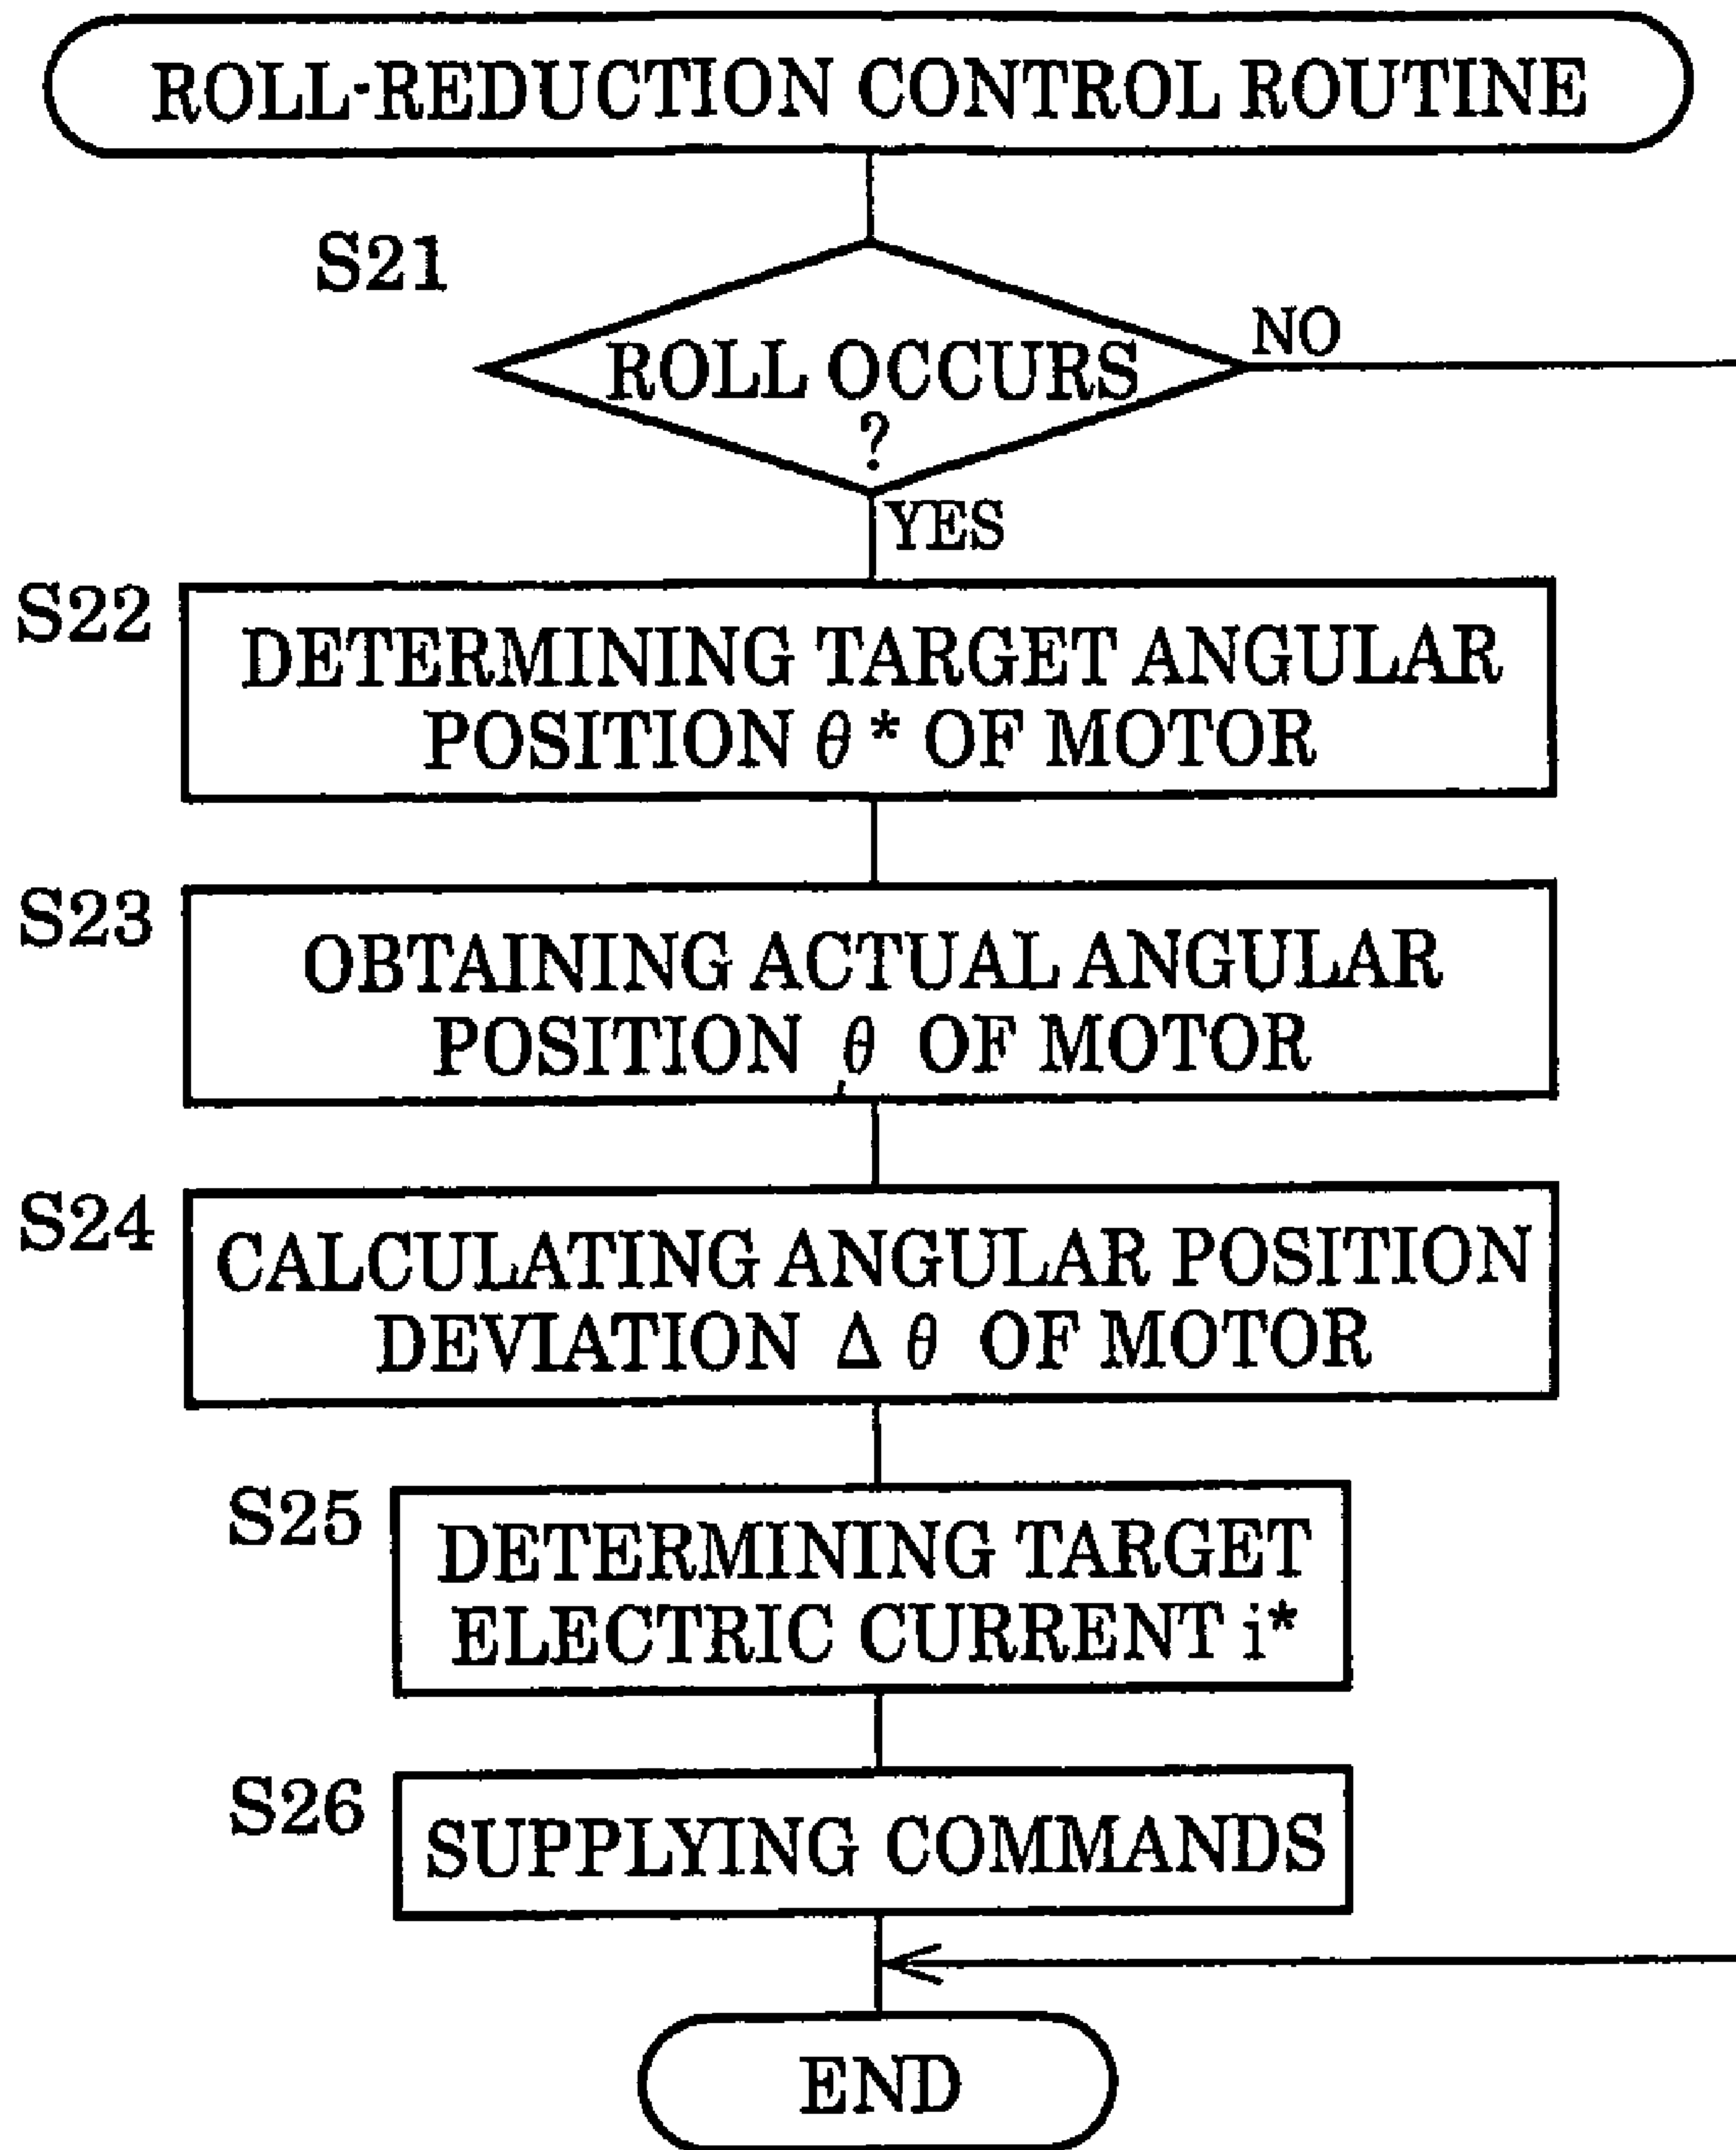 ROLL-REDUCTION CONTROL ROUTINE
S21
ROLL OCCURS
?
NO
YES
S22
DETERMINING TARGET ANGULAR
POSITION θ* OF MOTOR
S23
OBTAINING ACTUAL ANGULAR
POSITION θ OF MOTOR
S24
CALCULATING ANGULAR POSITION
DEVIATION Δ θ OF MOTOR
S25
DETERMINING TARGET
ELECTRIC CURRENT i*
S26
SUPPLYING COMMANDS
END